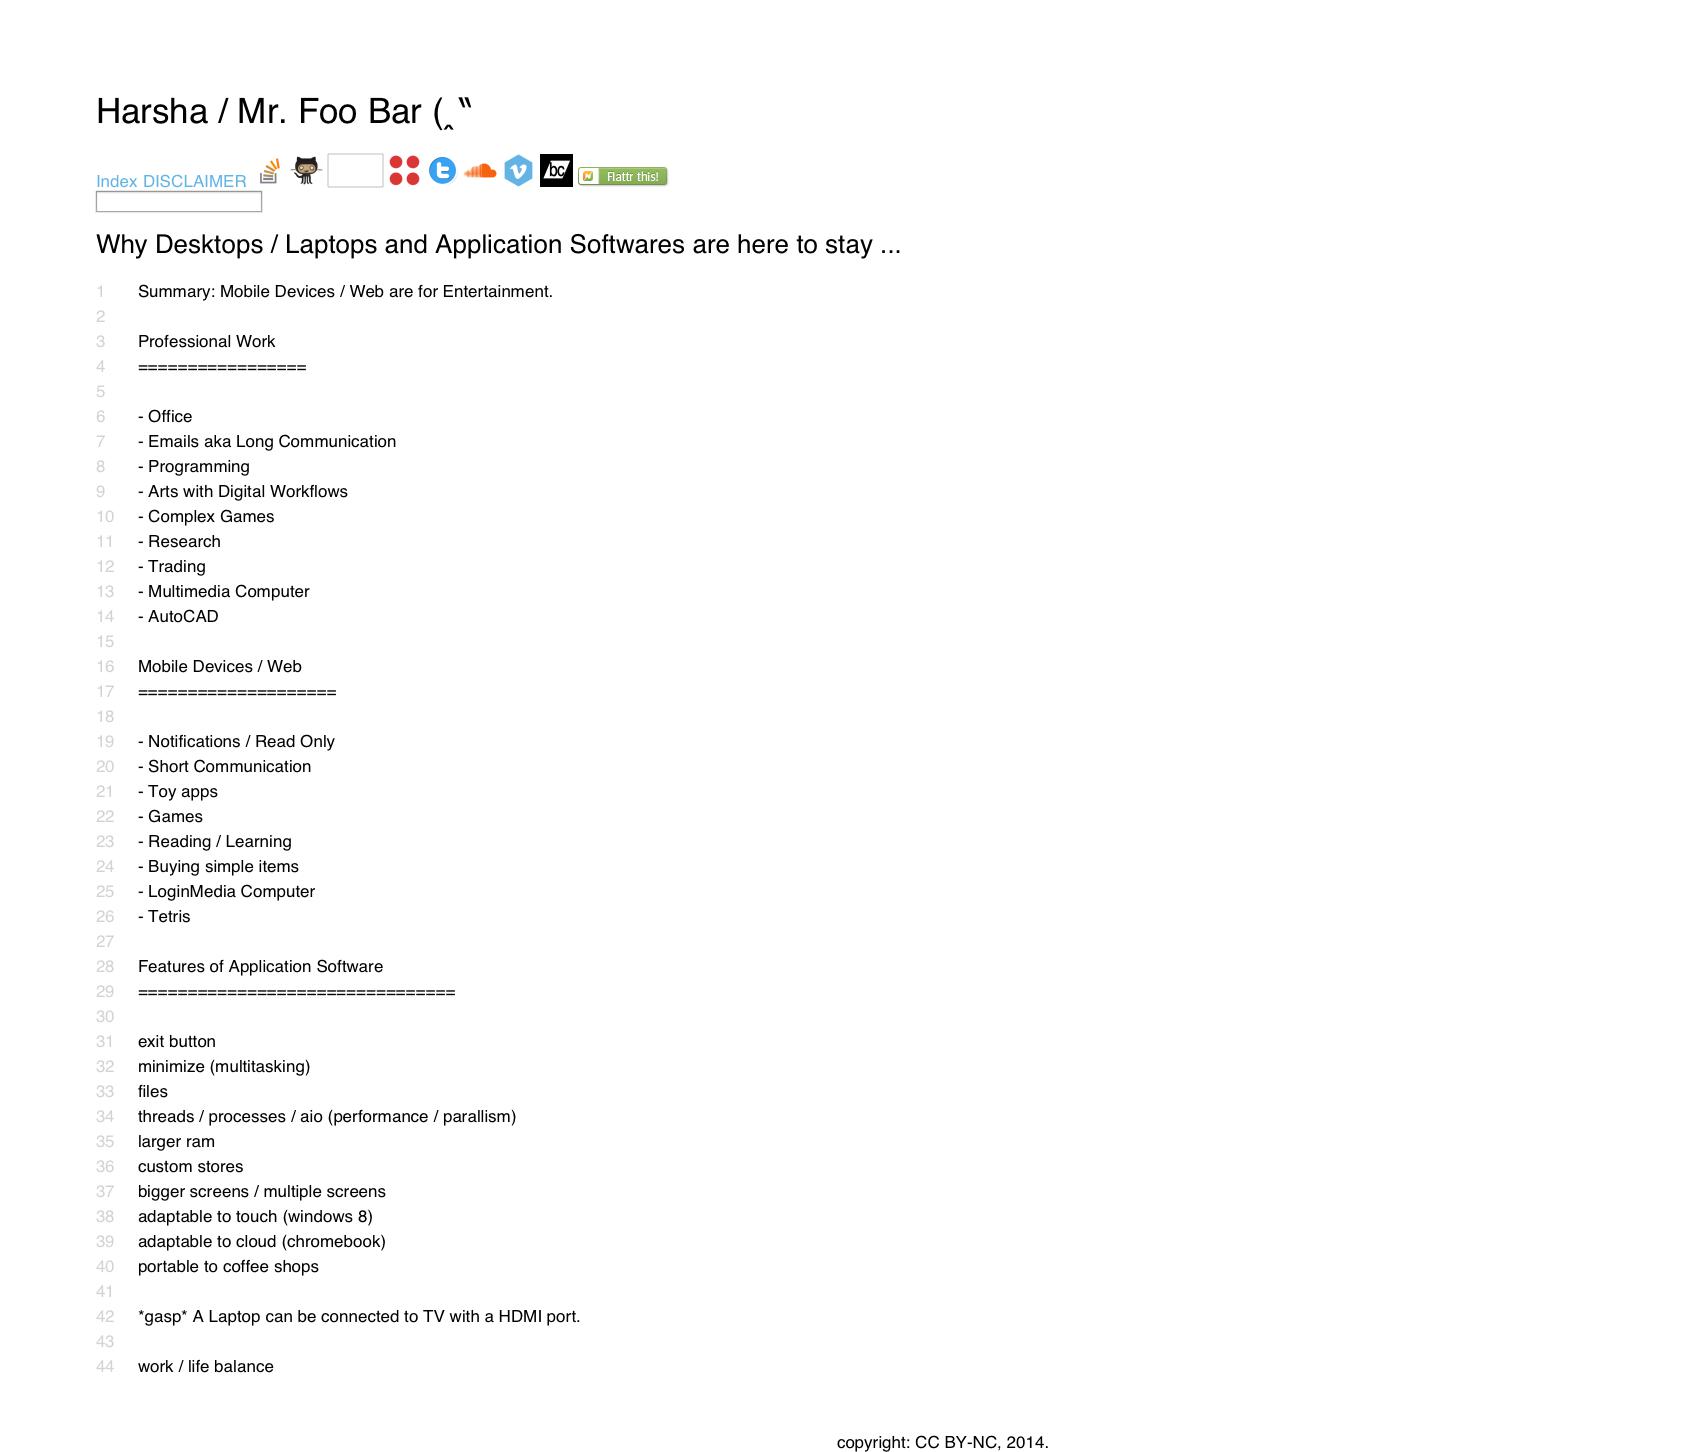 Harsha / Mr. Foo Bar (‸‶
Index DISCLAIMER bc Flattr this!
Why Desktops / Laptops and Application Softwares are here to stay ...
1 Summary: Mobile Devices / Web are for Entertainment.
2
3 Professional Work
4 =================
5
6 - Office
7 - Emails aka Long Communication
8 - Programming
9 - Arts with Digital Workflows
10 - Complex Games
11 - Research
12 - Trading
13 - Multimedia Computer
14 - AutoCAD
15
16 Mobile Devices / Web
17 ====================
18
19 - Notifications / Read Only
20 - Short Communication
21 - Toy apps
22 - Games
23 - Reading / Learning
24 - Buying simple items
25 - LoginMedia Computer
26 - Tetris
27
28 Features of Application Software
29 ================================
30
31 exit button
32 minimize (multitasking)
33 files
34 threads / processes / aio (performance / parallism)
35 larger ram
36 custom stores
37 bigger screens / multiple screens
38 adaptable to touch (windows 8)
39 adaptable to cloud (chromebook)
40 portable to coffee shops
41
42 *gasp* A Laptop can be connected to TV with a HDMI port.
43
44 work / life balance
copyright: CC BY-NC, 2014.